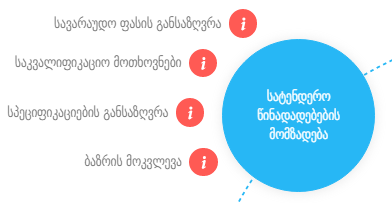 სავარაუდო ფასის განსაზღვრა
საკვალიფიკაციო მოთხოვნები
სპეციფიკაციების განსაზღვრა
ბაზრის მოკვლევა
სატენდერო
წინადადებების
მომზადება